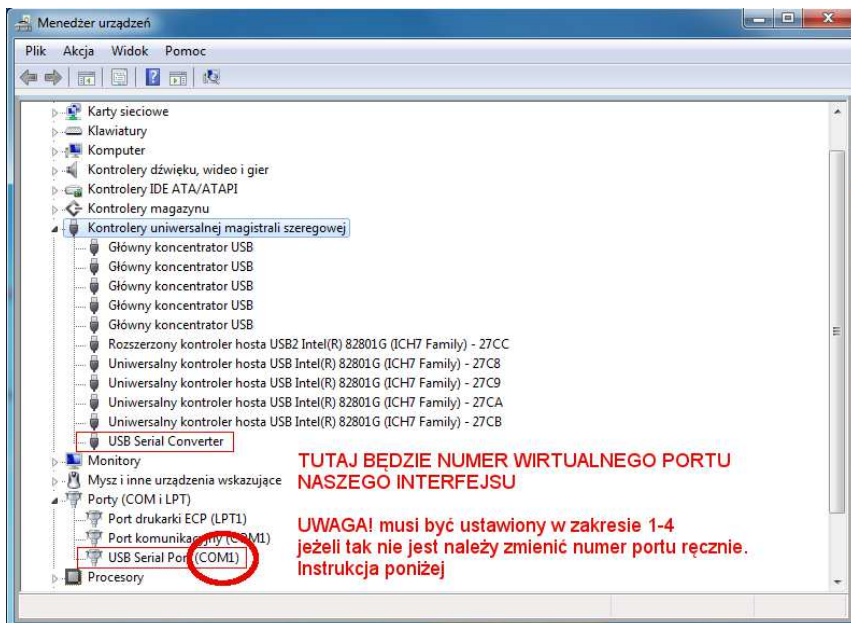 Menedżer urządzeń
Plik Akcja Widok Pomoc
Karty sieciowe
Klawiatury
Komputer
Kontrolery dźwięku, wideo i gier
Kontrolery IDE ATA/ATAPI
Kontrolery magazynu
Kontrolery uniwersalnej magistrali szeregowej
Główny koncentrator USB
Główny koncentrator USB
Główny koncentrator USB
Główny koncentrator USB
Główny koncentrator USB
Rozszerzony kontroler hosta USB2 Intel(R) 82801G (ICH7 Family) - 27CC
Uniwersalny kontroler hosta USB Intel(R) 82801G (ICH7 Family) - 27C8
Uniwersalny kontroler hosta USB Intel(R) 82801G (ICH7 Family) - 27C9
Uniwersalny kontroler hosta USB Intel(R) 82801G (ICH7 Family) - 27CA
Uniwersalny kontroler hosta USB Intel(R) 82801G (ICH7 Family) - 27CB
USB Serial Converter
Monitory
Mysz i inne urządzenia wskazujące
Porty (COM i LPT)
Port drukarki ECP (LPT1)
Port komunikacyjny (COM1)
USB Serial Port (COM1)
Procesory
TUTAJ BĘDZIE NUMER WIRTUALNEGO PORTU
NASZEGO INTERFEJSU
UWAGA! musi być ustawiony w zakresie 1-4
jeżeli tak nie jest należy zmienić numer portu ręcznie.
Instrukcja poniżej